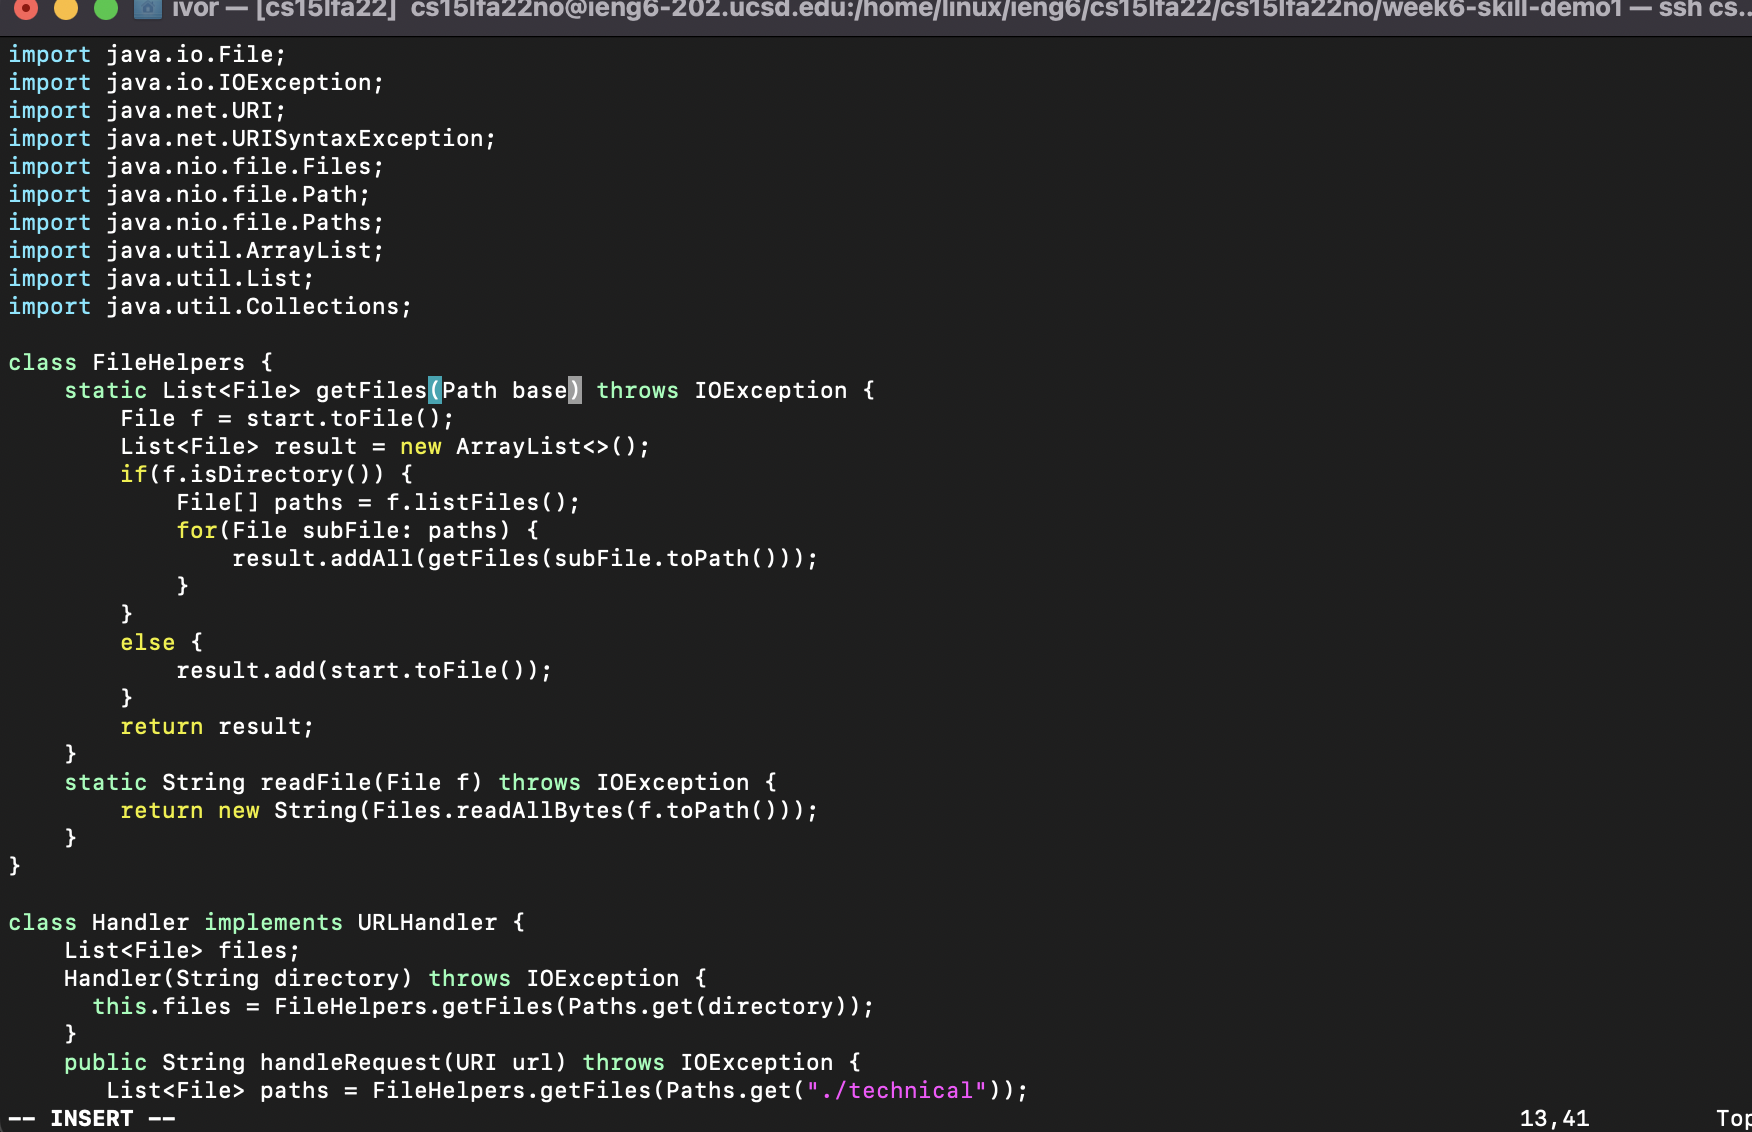 ivor — [cs15lfa22] cs15lfa22no@ieng6-202.ucsd.edu:/home/linux/ieng6/cs15lfa22/cs15lfa22no/week6-skill-demo1 — ssh cs...
import java.io.File;
import java.io.IOException;
import java.net.URI;
import java.net.URISyntaxException;
import java.nio.file.Files;
import java.nio.file.Path;
import java.nio.file.Paths;
import java.util.ArrayList;
import java.util.List;
import java.util.Collections;

class FileHelpers {
    static List<File> getFiles(Path base) throws IOException {
        File f = start.toFile();
        List<File> result = new ArrayList<>();
        if(f.isDirectory()) {
            File[] paths = f.listFiles();
            for(File subFile: paths) {
                result.addAll(getFiles(subFile.toPath()));
            }
        }
        else {
            result.add(start.toFile());
        }
        return result;
    }
    static String readFile(File f) throws IOException {
        return new String(Files.readAllBytes(f.toPath()));
    }
}

class Handler implements URLHandler {
    List<File> files;
    Handler(String directory) throws IOException {
      this.files = FileHelpers.getFiles(Paths.get(directory));
    }
    public String handleRequest(URI url) throws IOException {
       List<File> paths = FileHelpers.getFiles(Paths.get("./technical"));
-- INSERT -- 13,41 Top